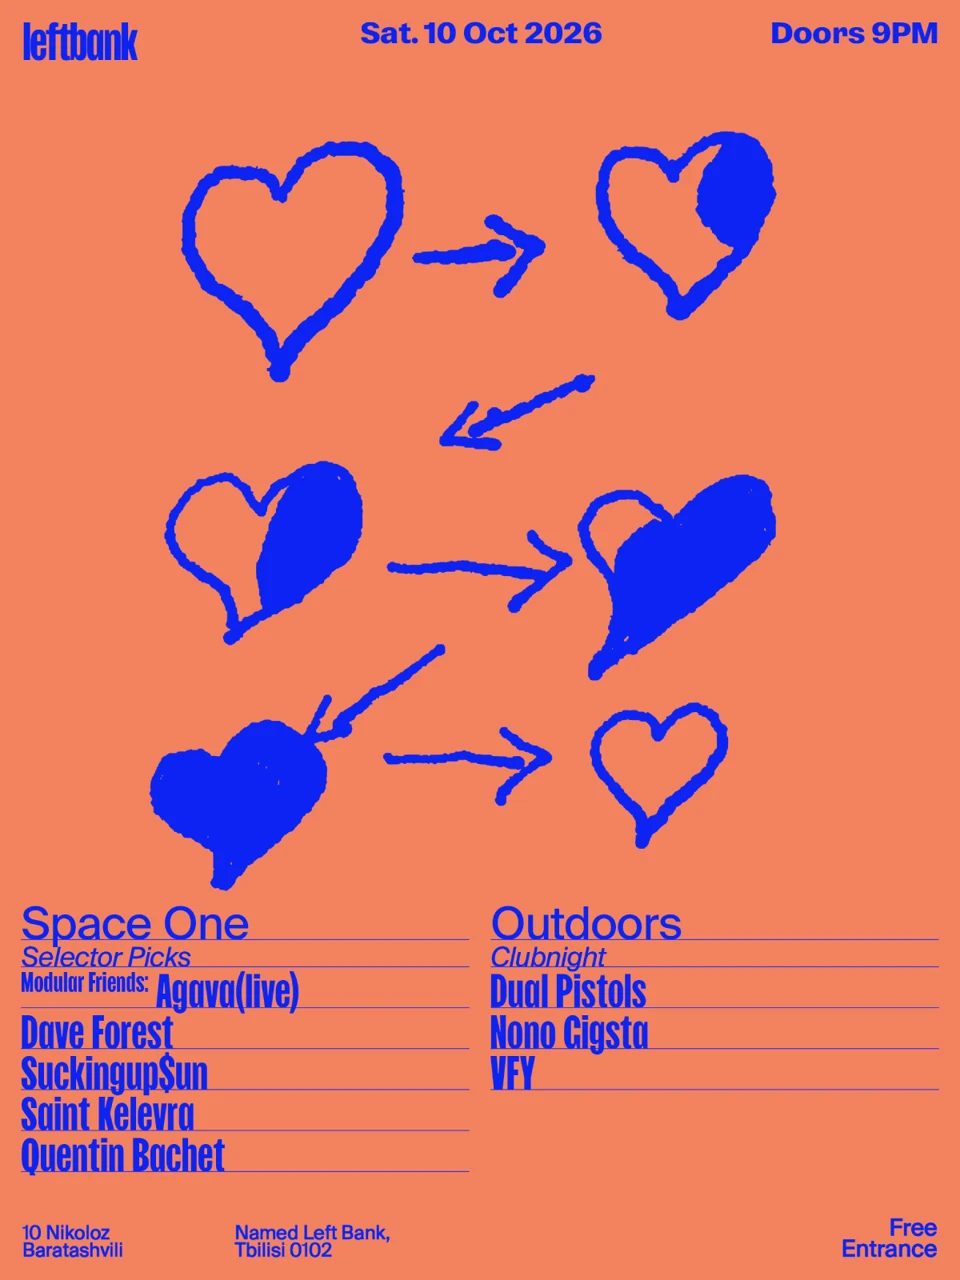 leftbank
Sat. 10 Oct 2026
Doors 9PM
Space One
Selector Picks
Modular Friends: Agava(live)
Dave Forest
Suckingup$un
Saint Kelevra
Quentin Bachet
Outdoors
Clubnight
Dual Pistols
Nono Gigsta
VFY
10 Nikoloz
Baratashvili
Named Left Bank,
Tbilisi 0102
Free
Entrance